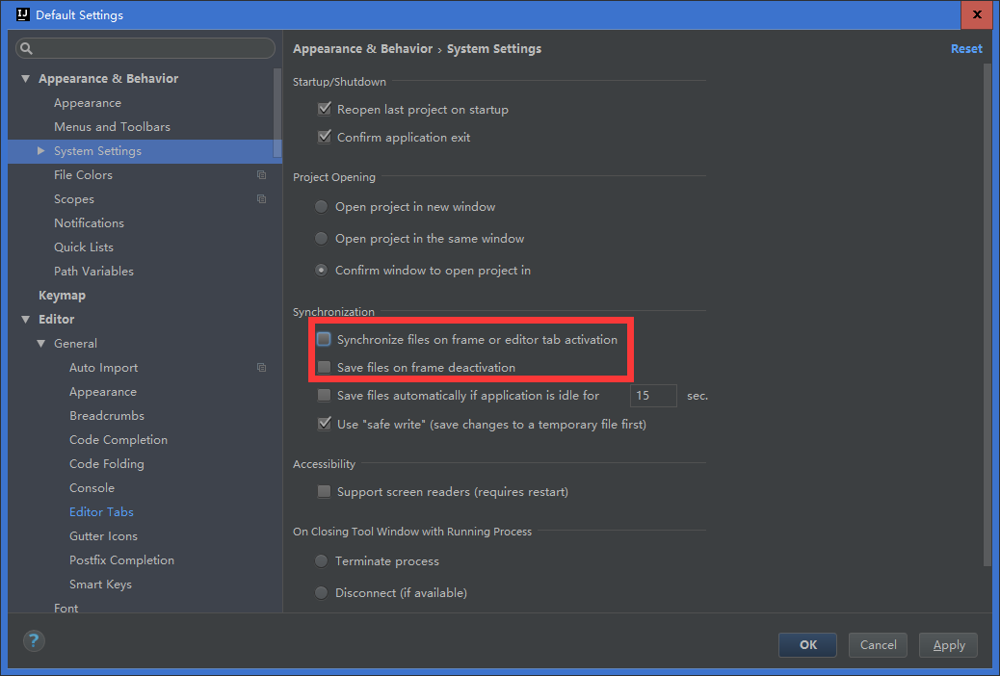 IJ Default Settings
Appearance & Behavior
Appearance
Menus and Toolbars
System Settings
File Colors
Scopes
Notifications
Quick Lists
Path Variables
Keymap
Editor
General
Auto Import
Appearance
Breadcrumbs
Code Completion
Code Folding
Console
Editor Tabs
Gutter Icons
Postfix Completion
Smart Keys
Font
Appearance & Behavior › System Settings
Reset
Startup/Shutdown
Reopen last project on startup
Confirm application exit
Project Opening
Open project in new window
Open project in the same window
Confirm window to open project in
Synchronization
Synchronize files on frame or editor tab activation
Save files on frame deactivation
Save files automatically if application is idle for 15 sec.
Use "safe write" (save changes to a temporary file first)
Accessibility
Support screen readers (requires restart)
On Closing Tool Window with Running Process
Terminate process
Disconnect (if available)
? OK Cancel Apply